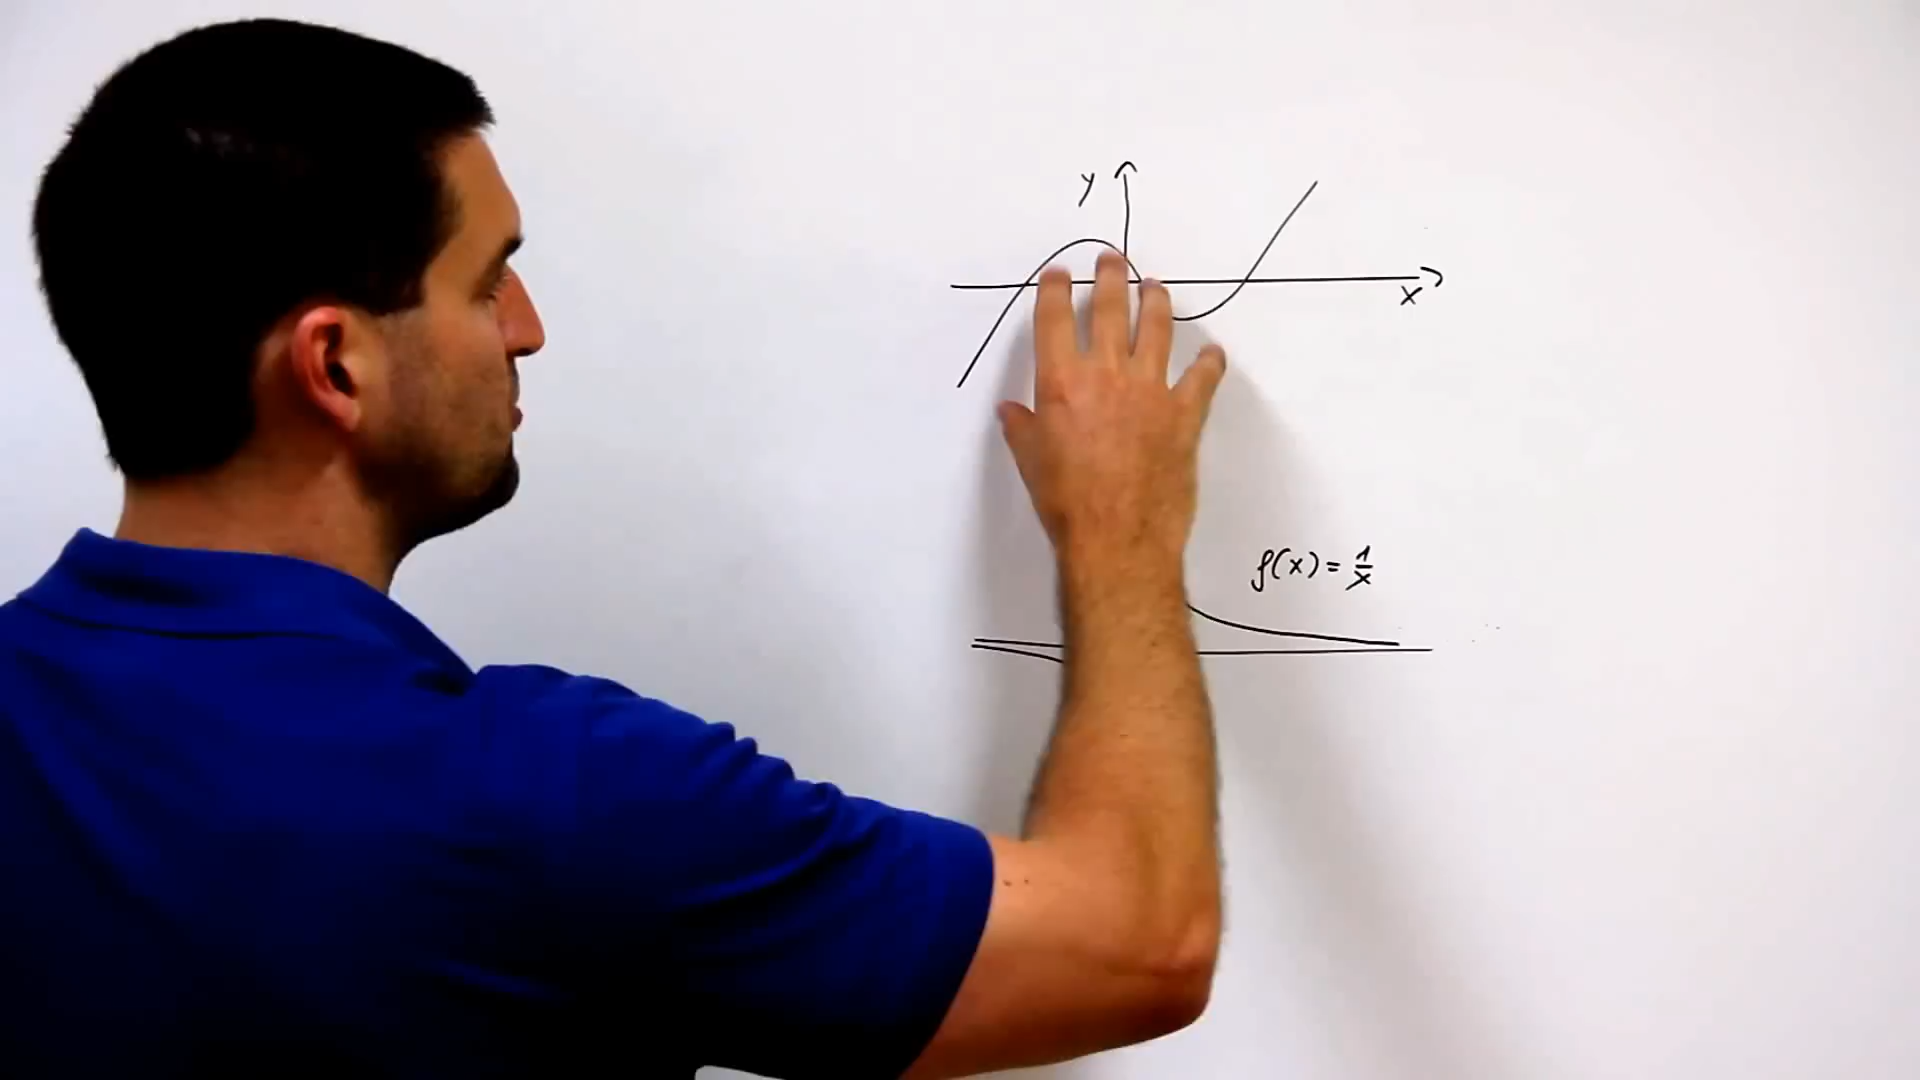 y
x
f(x) = 1/x